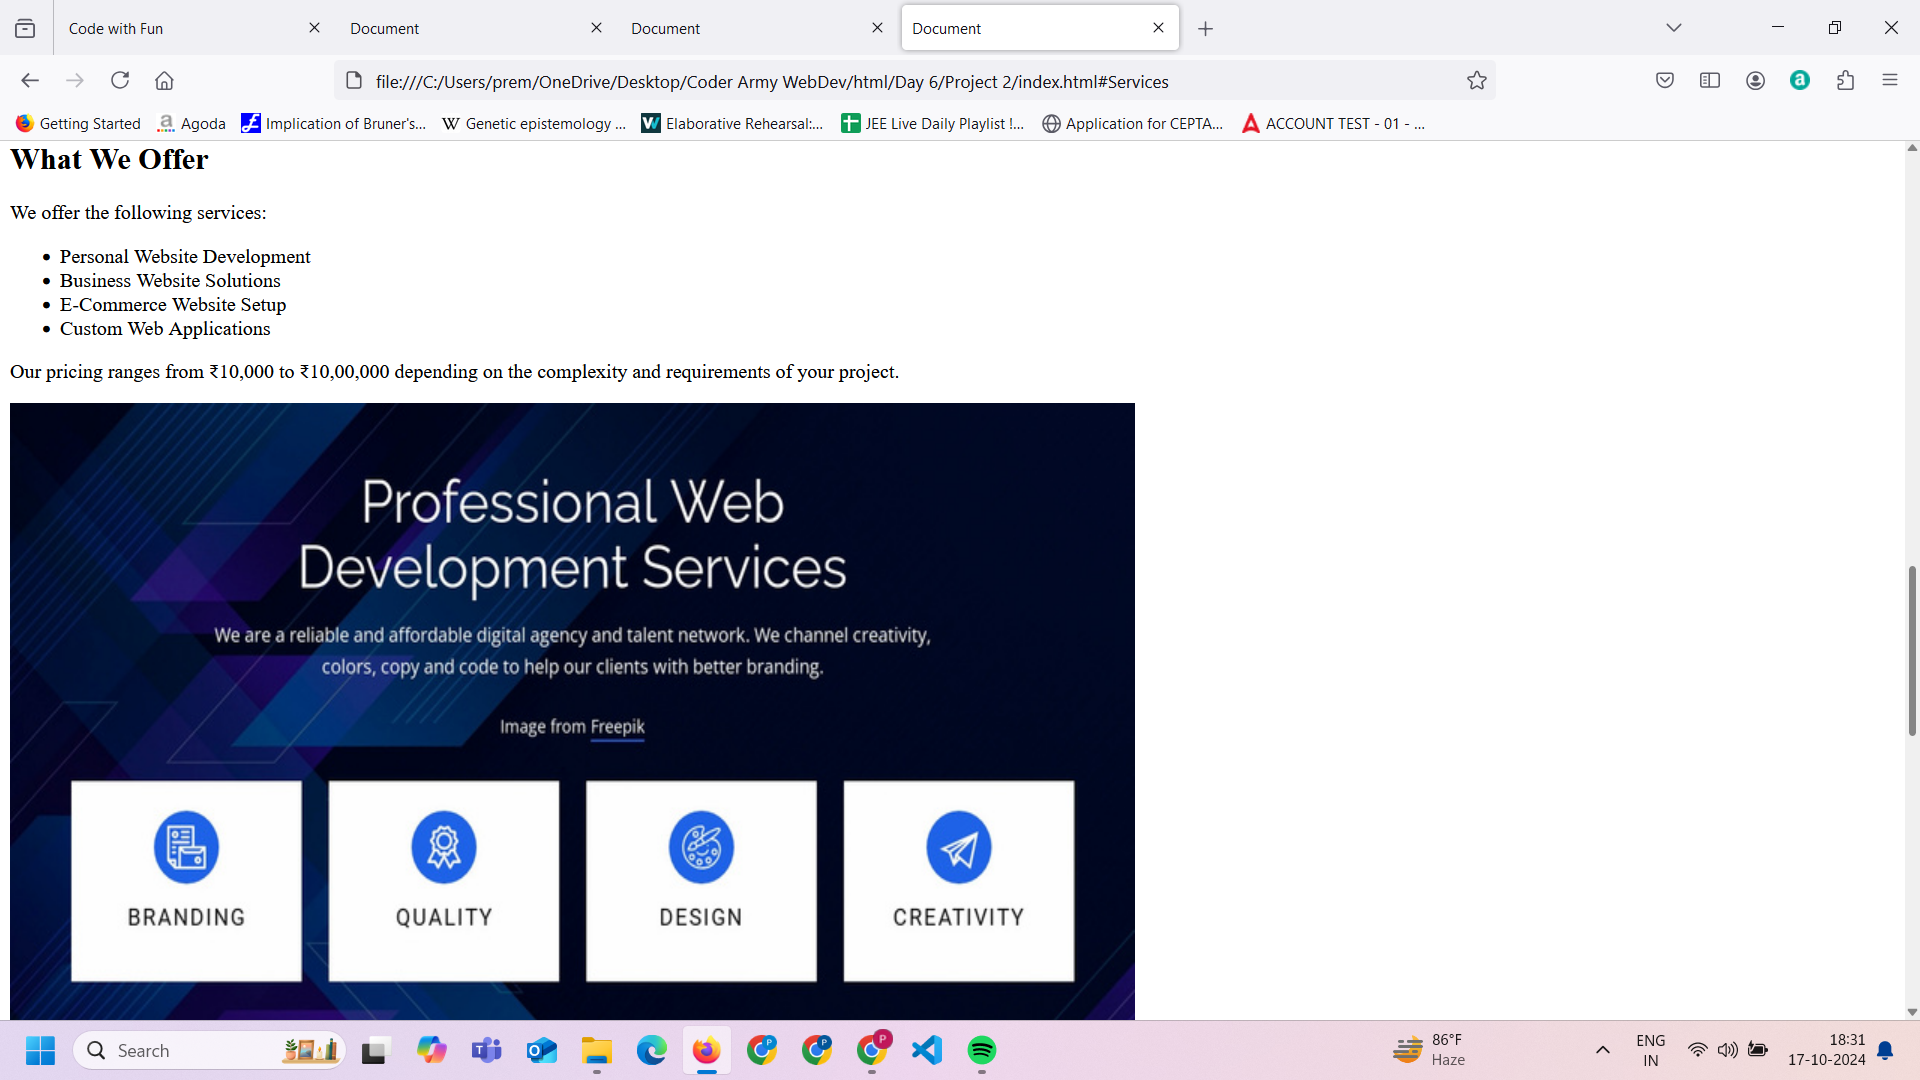 Code with Fun
Document
Document
Document
file:///C:/Users/prem/OneDrive/Desktop/Coder Army WebDev/html/Day 6/Project 2/index.html#Services
Getting Started
Agoda
Implication of Bruner's...
Genetic epistemology ...
Elaborative Rehearsal:...
JEE Live Daily Playlist !...
Application for CEPTA...
ACCOUNT TEST - 01 - ...
What We Offer
We offer the following services:
• Personal Website Development
• Business Website Solutions
• E-Commerce Website Setup
• Custom Web Applications
Our pricing ranges from ₹10,000 to ₹10,00,000 depending on the complexity and requirements of your project.
Professional Web
Development Services
We are a reliable and affordable digital agency and talent network. We channel creativity,
colors, copy and code to help our clients with better branding.
Image from Freepik
BRANDING
QUALITY
DESIGN
CREATIVITY
Search
86°F
Haze
ENG
IN
18:31
17-10-2024